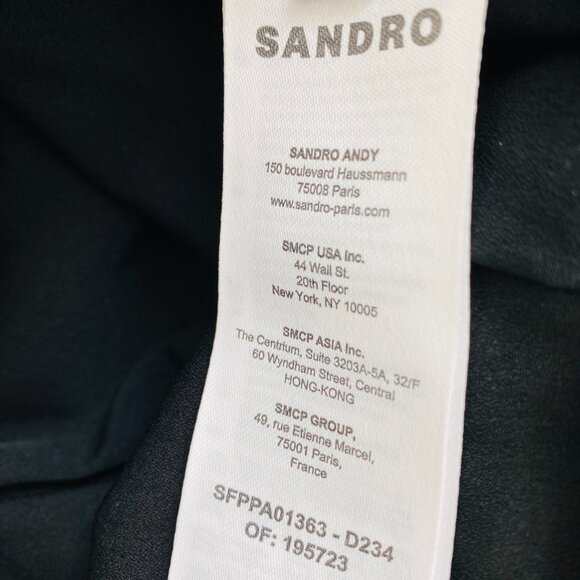 SANDRO
SANDRO ANDY
150 boulevard Haussmann
75008 Paris
www.sandro-paris.com
SMCP USA Inc.
44 Wall St.
20th Floor
New York, NY 10005
SMCP ASIA Inc.
The Centrium, Suite 3203A-5A, 32/F
60 Wyndham Street, Central
HONG-KONG
SMCP GROUP,
49, rue Etienne Marcel,
75001 Paris,
France
SFPPA01363 - D234
OF: 195723